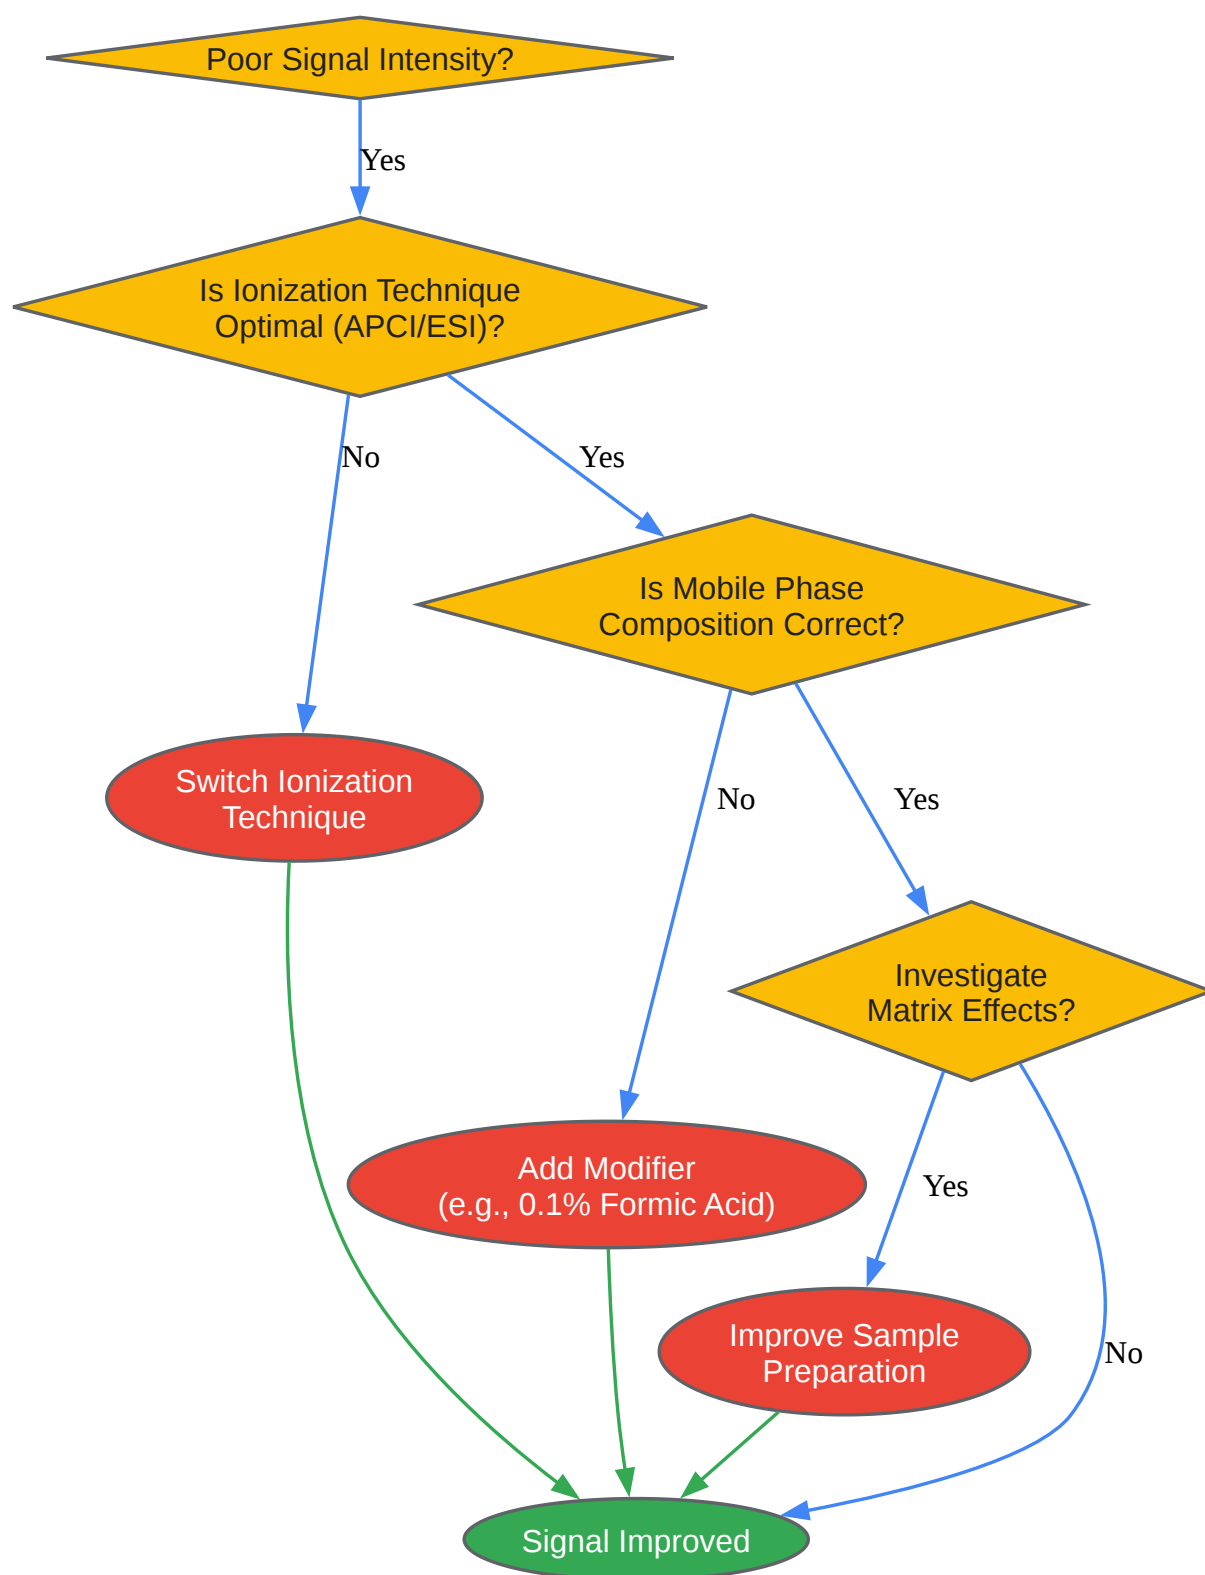 Poor Signal Intensity?
Yes
Is Ionization Technique
Optimal (APCI/ESI)?
No
Yes
Is Mobile Phase
Composition Correct?
Switch Ionization
Technique
No
Yes
Investigate
Matrix Effects?
Add Modifier
(e.g., 0.1% Formic Acid)
Yes
Improve Sample
Preparation
No
Signal Improved